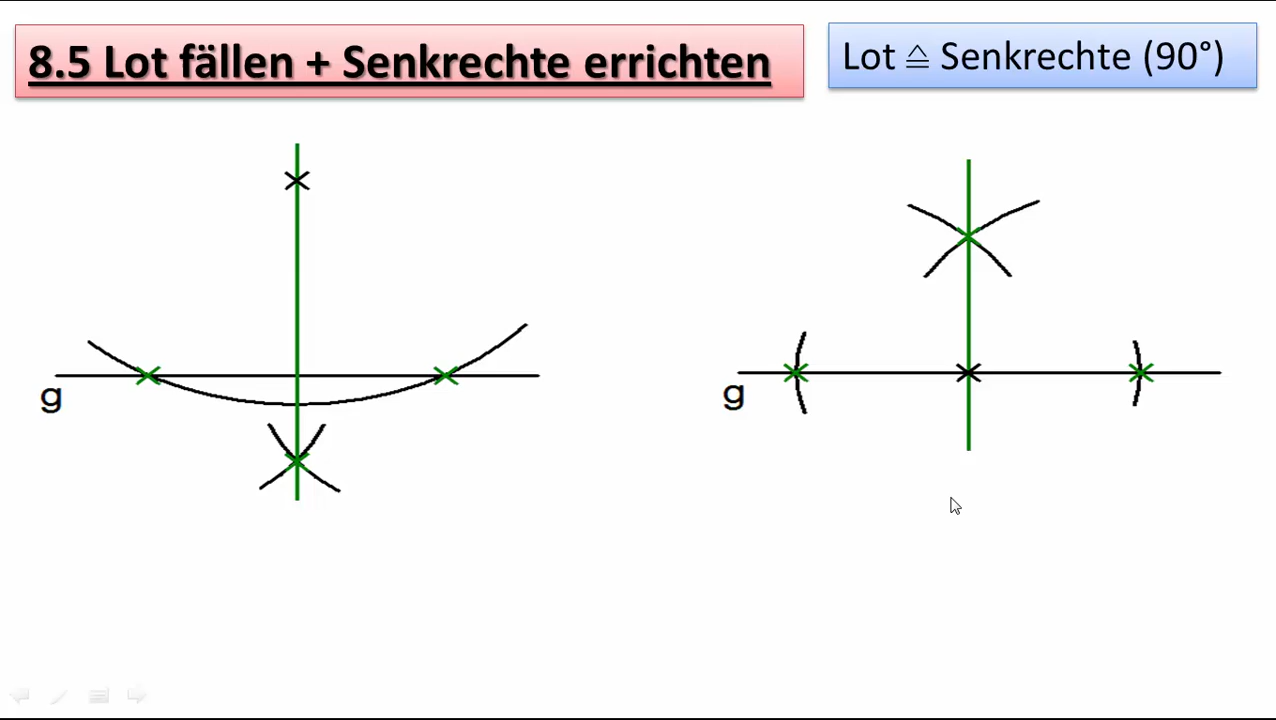 8.5 Lot fällen + Senkrechte errichten
Lot ≙ Senkrechte (90°)
g
g